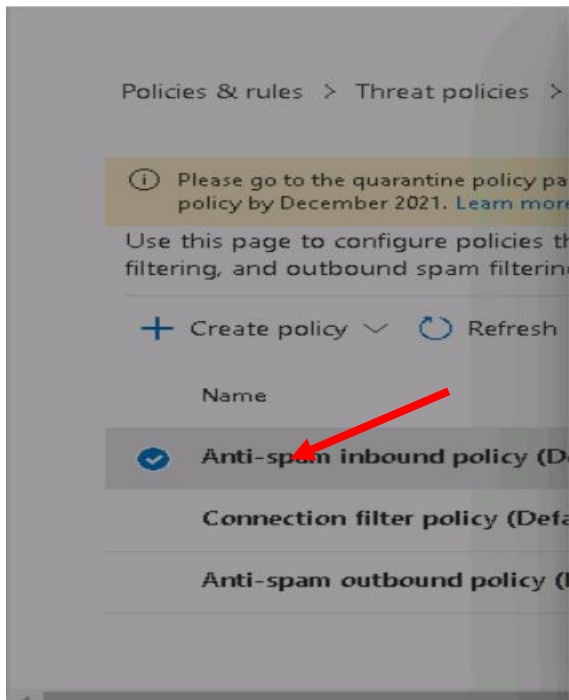 Policies & rules > Threat policies >
Please go to the quarantine policy pa
policy by December 2021. Learn more
Use this page to configure policies th
filtering, and outbound spam filtering
Create policy Refresh
Name
Anti-spam inbound policy (De
Connection filter policy (Defa
Anti-spam outbound policy (